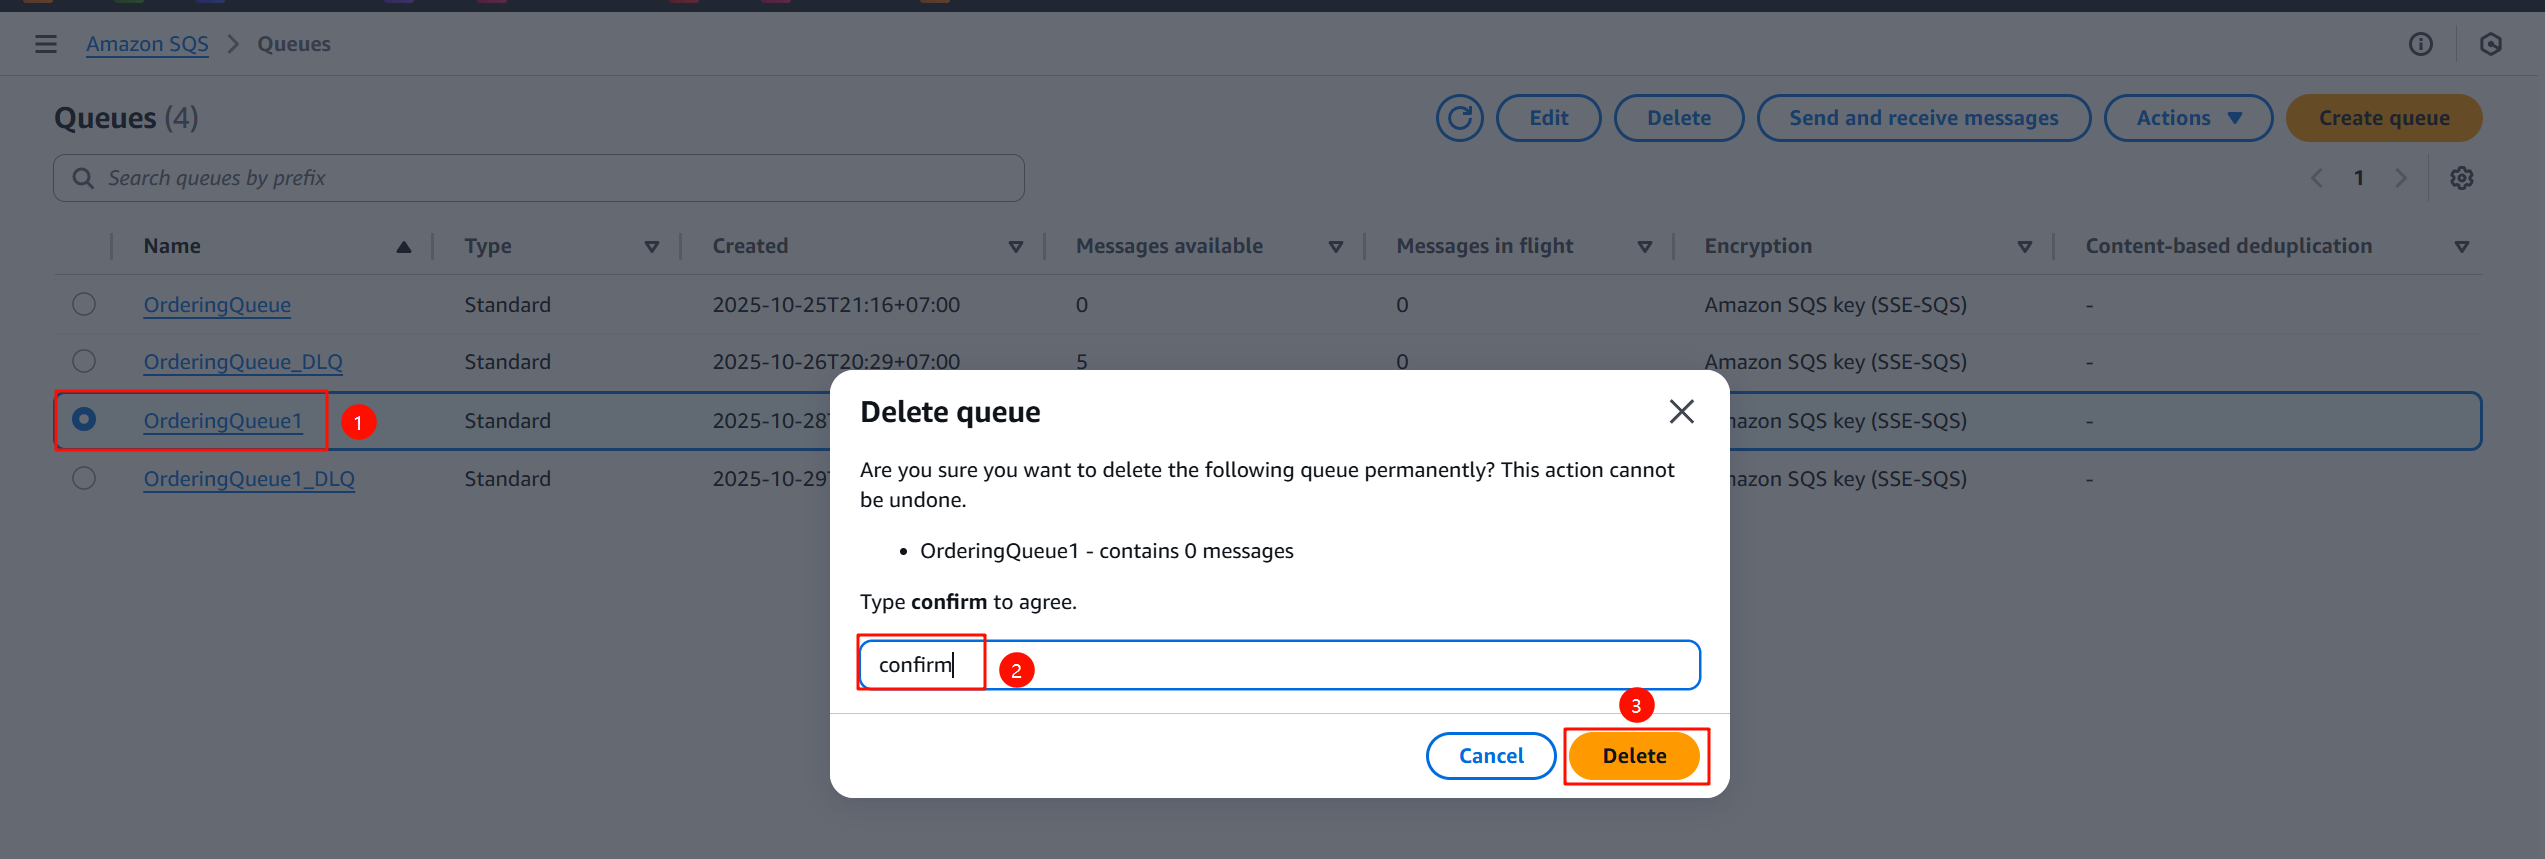 Amazon SQS > Queues
Queues (4)
Edit
Delete
Send and receive messages
Actions
Create queue
Search queues by prefix
1
Name Type Created Messages available Messages in flight Encryption Content-based deduplication
OrderingQueue Standard 2025-10-25T21:16+07:00 0 0 Amazon SQS key (SSE-SQS) -
OrderingQueue_DLQ Standard 2025-10-26T20:29+07:00 5 0 Amazon SQS key (SSE-SQS) -
OrderingQueue1 1 Standard 2025-10-28 SQS key (SSE-SQS) -
OrderingQueue1_DLQ Standard 2025-10-29 SQS key (SSE-SQS) -
Delete queue
Are you sure you want to delete the following queue permanently? This action cannot
be undone.
• OrderingQueue1 - contains 0 messages
Type confirm to agree.
confirm 2
3
Cancel Delete